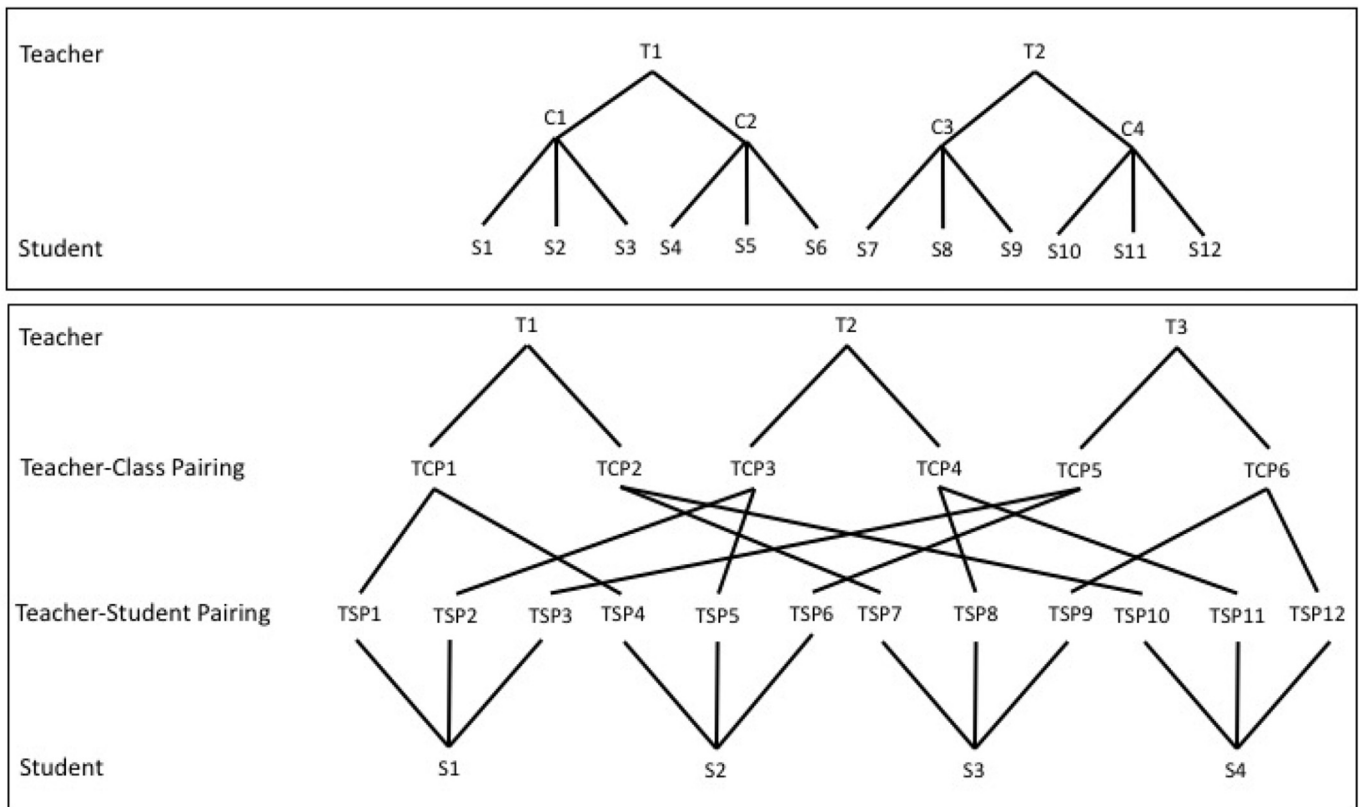 Teacher T1 T2
C1 C2 C3 C4
Student S1 S2 S3 S4 S5 S6 S7 S8 S9 S10 S11 S12
Teacher T1 T2 T3
Teacher-Class Pairing TCP1 TCP2 TCP3 TCP4 TCP5 TCP6
Teacher-Student Pairing TSP1 TSP2 TSP3 TSP4 TSP5 TSP6 TSP7 TSP8 TSP9 TSP10 TSP11 TSP12
Student S1 S2 S3 S4